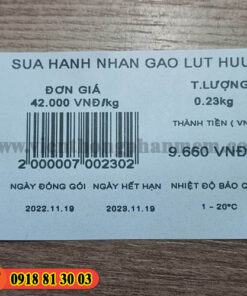 SUA HANH NHAN GAO LUT HUU
ĐƠN GIÁ
42.000 VNĐ/kg
T.LƯỢNG
0.23kg
THÀNH TIỀN ( VN
9.660 VNĐ
2 000007 002302
NGÀY ĐÓNG GÓI
NGÀY HẾT HẠN
NHIỆT ĐỘ BẢO Q
2022.11.19
2023.11.19
1 - 20°C
vienthongphanmem.com
0918 81 30 03